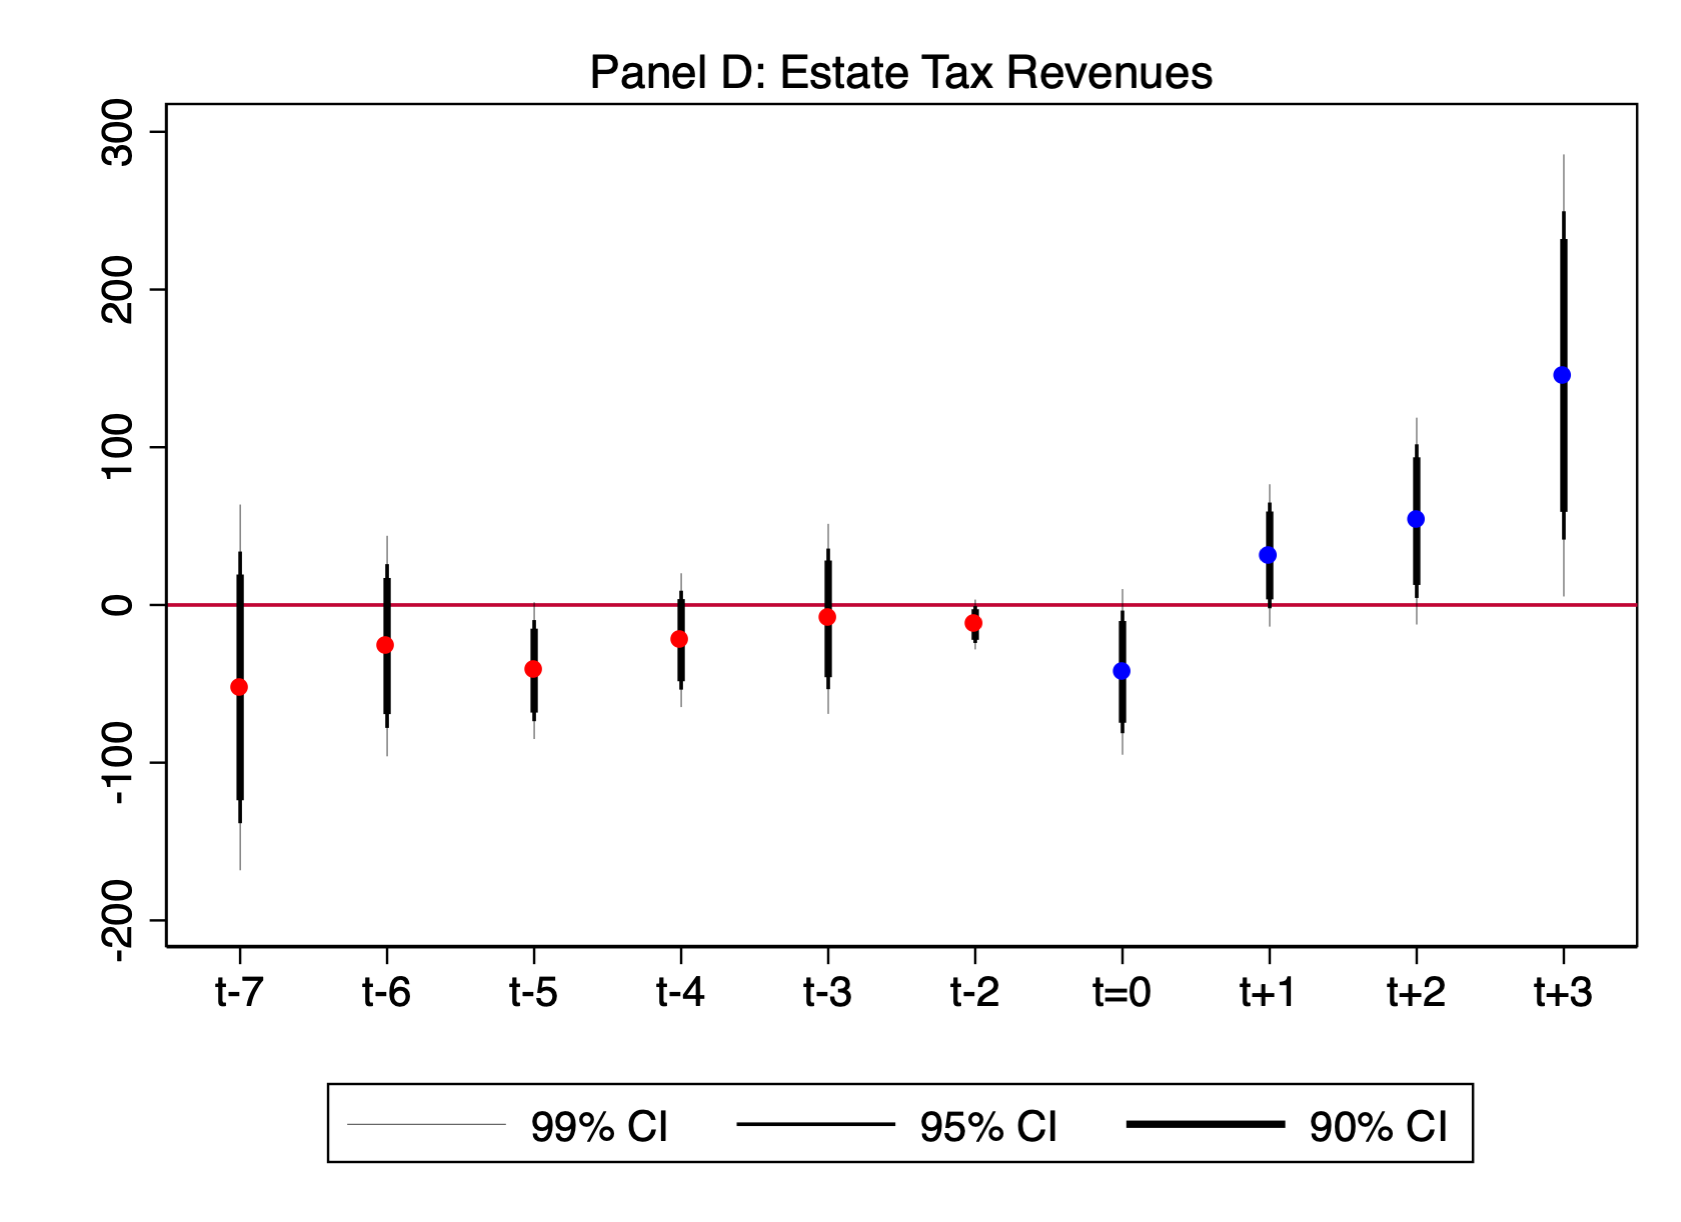 Panel D: Estate Tax Revenues
300
200
100
0
-100
-200
t-7 t-6 t-5 t-4 t-3 t-2 t=0 t+1 t+2 t+3
99% CI 95% CI 90% CI